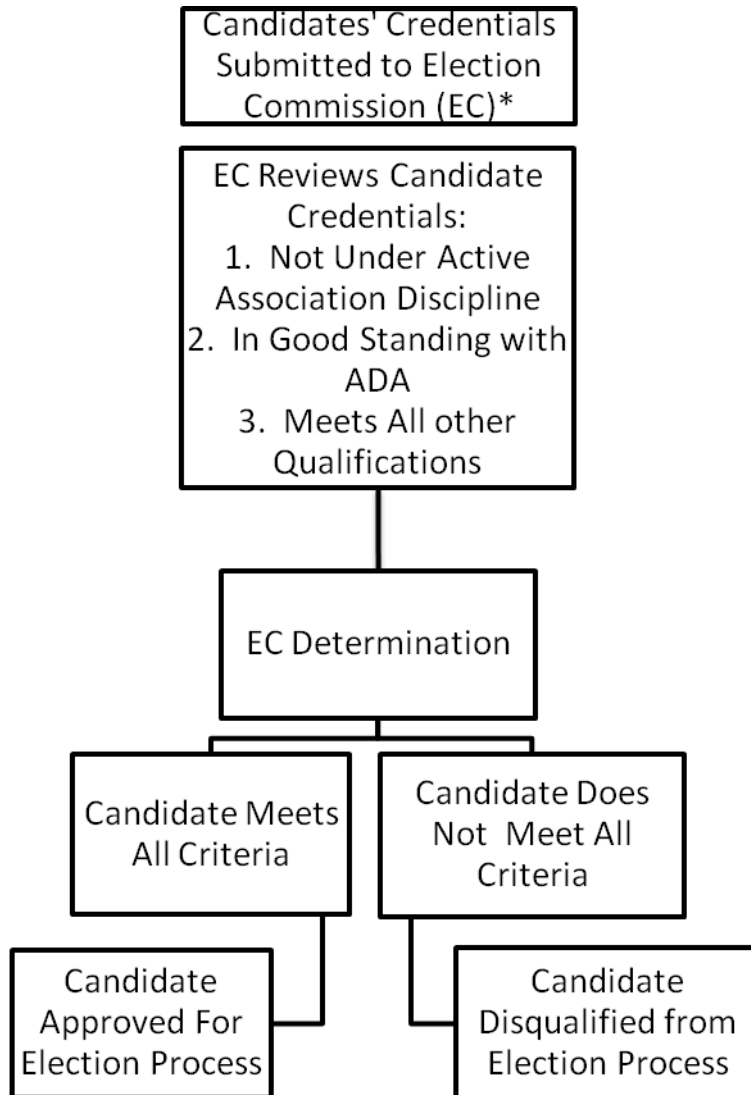 Candidates' Credentials
Submitted to Election
Commission (EC)*
EC Reviews Candidate
Credentials:
1. Not Under Active
Association Discipline
2. In Good Standing with
ADA
3. Meets All other
Qualifications
EC Determination
Candidate Meets
All Criteria
Candidate Does
Not Meet All
Criteria
Candidate
Approved For
Election Process
Candidate
Disqualified from
Election Process